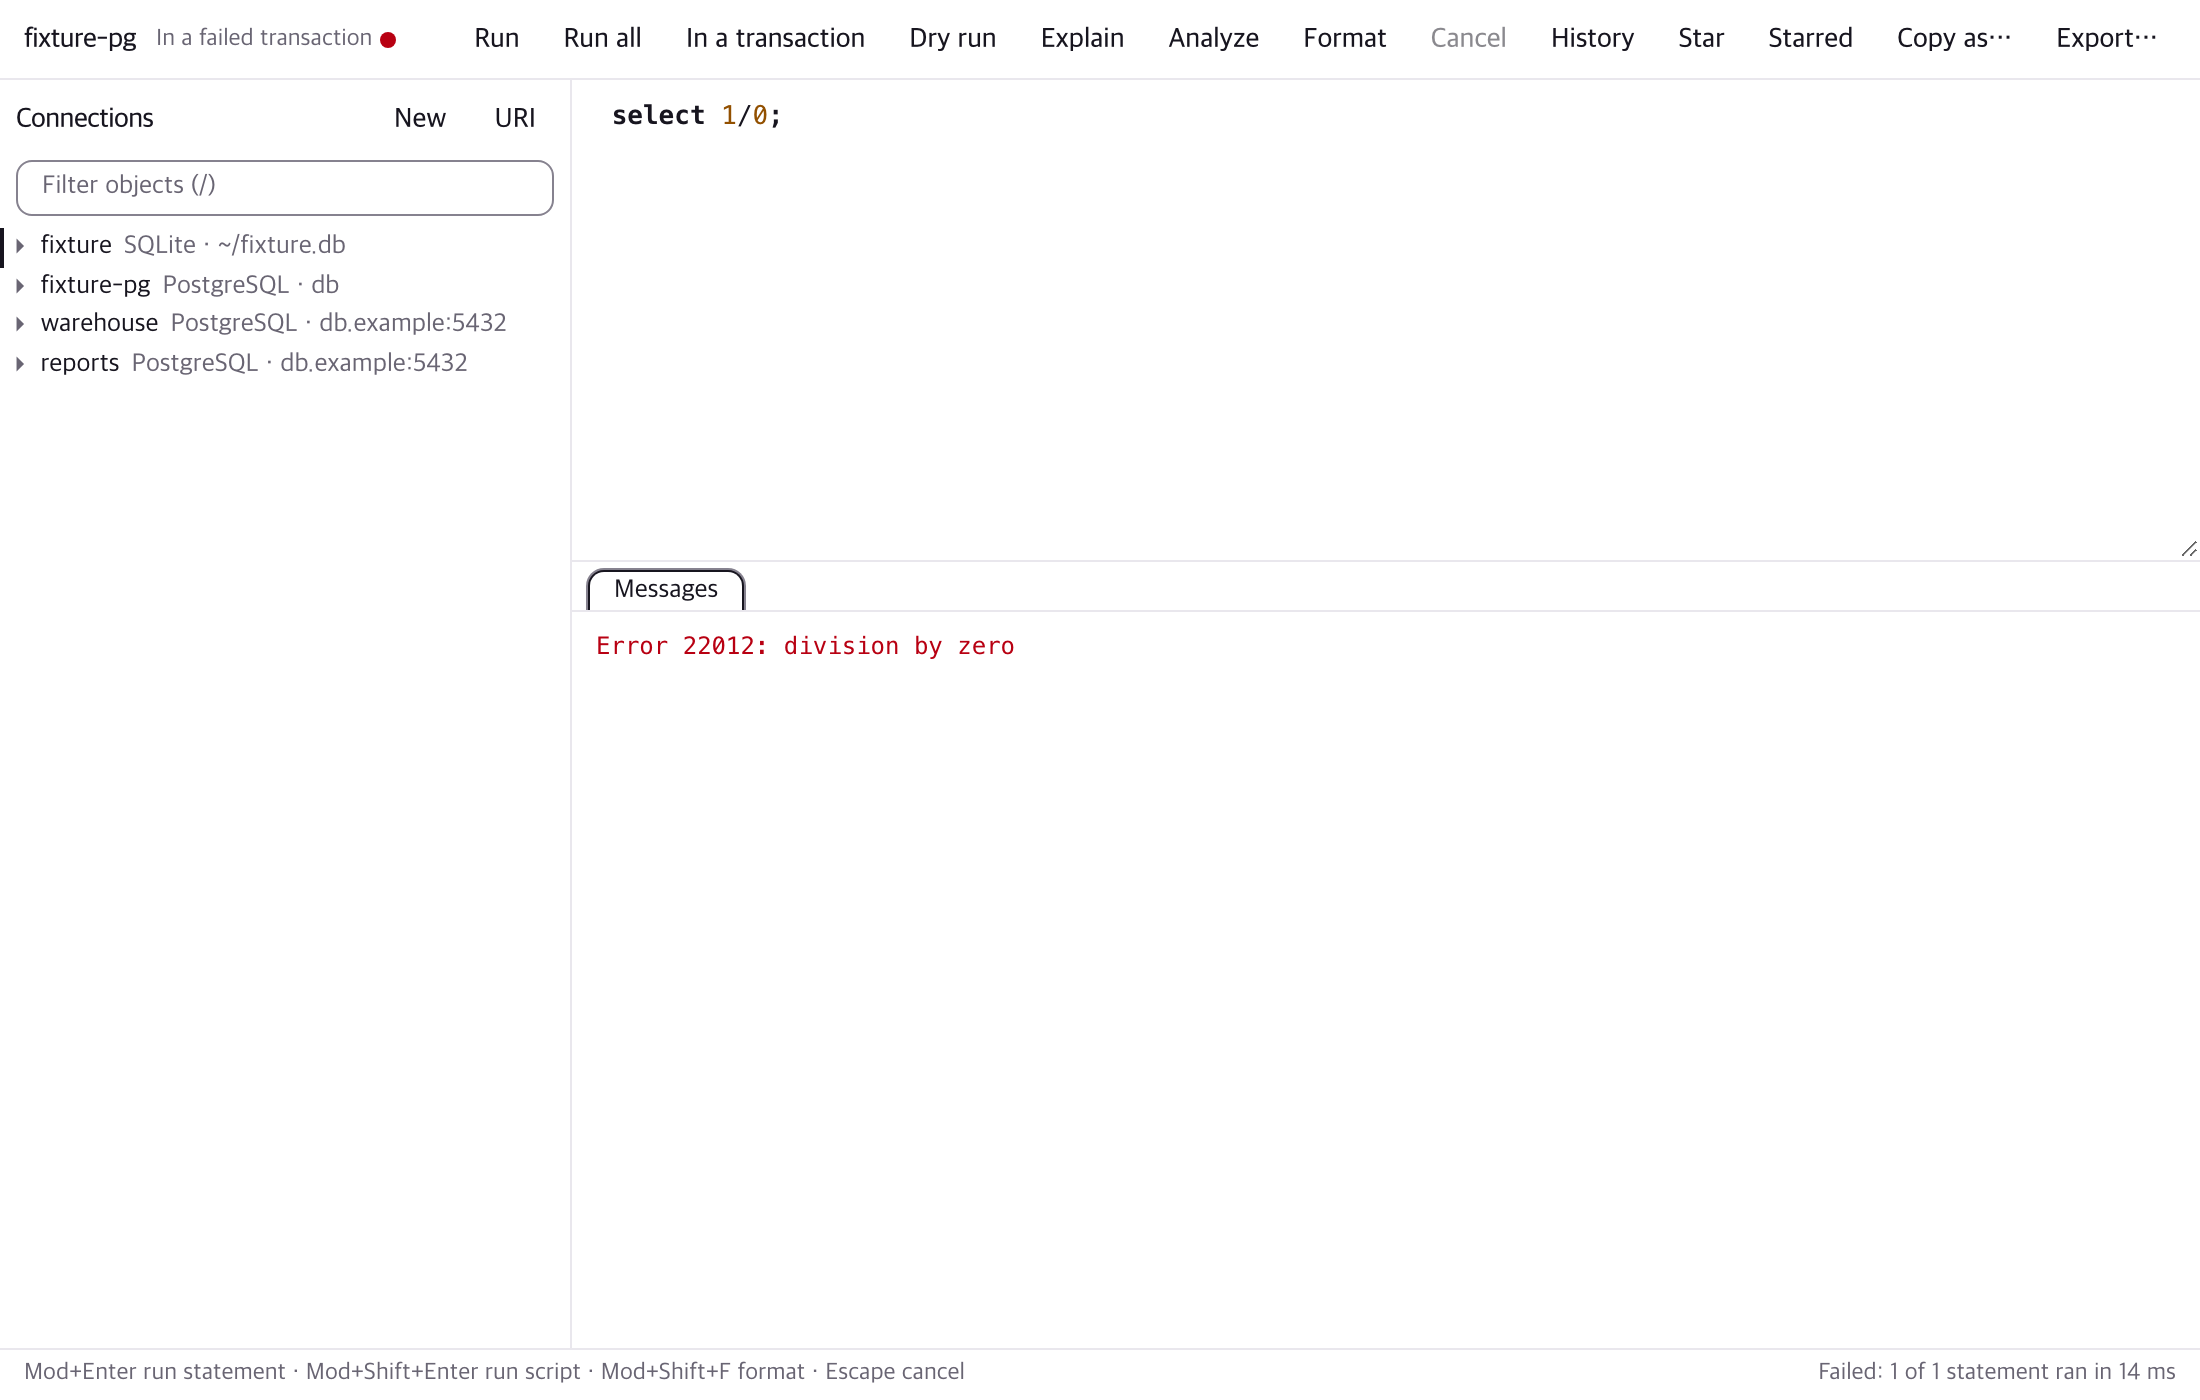 fixture-pg In a failed transaction Run Run all In a transaction Dry run Explain Analyze Format Cancel History Star Starred Copy as… Export…
Connections New URI
Filter objects (/)
fixture SQLite · ~/fixture.db
fixture-pg PostgreSQL · db
warehouse PostgreSQL · db.example:5432
reports PostgreSQL · db.example:5432
select 1/0;
Messages
Error 22012: division by zero
Mod+Enter run statement · Mod+Shift+Enter run script · Mod+Shift+F format · Escape cancel
Failed: 1 of 1 statement ran in 14 ms